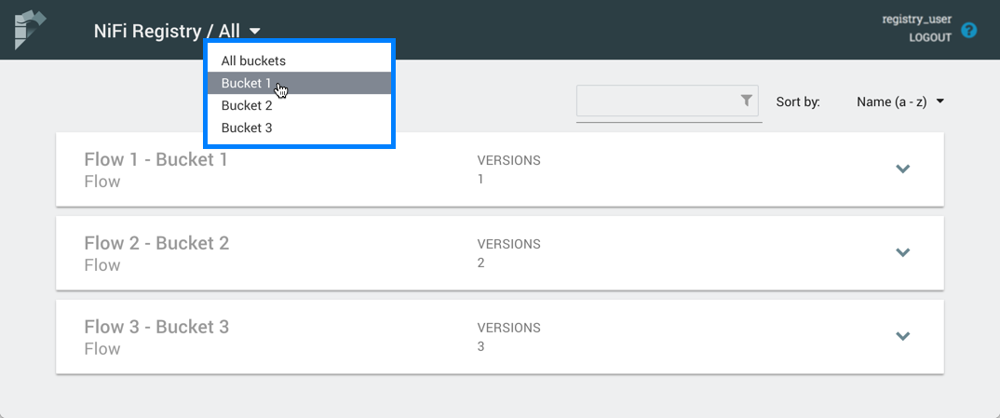 NiFi Registry / All
registry_user
LOGOUT
?
All buckets
Bucket 1
Bucket 2
Bucket 3
Sort by:
Name (a - z)
Flow 1 - Bucket 1
Flow
VERSIONS
1
Flow 2 - Bucket 2
Flow
VERSIONS
2
Flow 3 - Bucket 3
Flow
VERSIONS
3